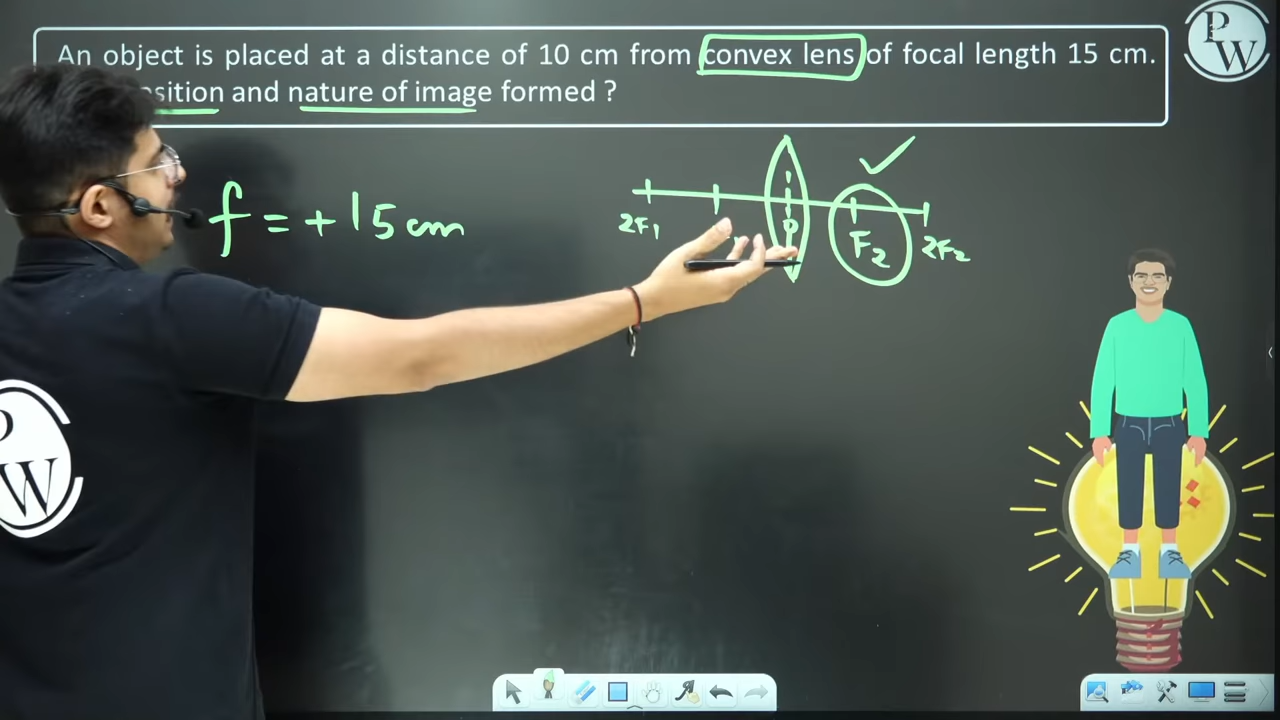 An object is placed at a distance of 10 cm from convex lens of focal length 15 cm.
and nature of image formed ?
PW
f = +15 cm
2F₁ O F₂ 2F₂
PW